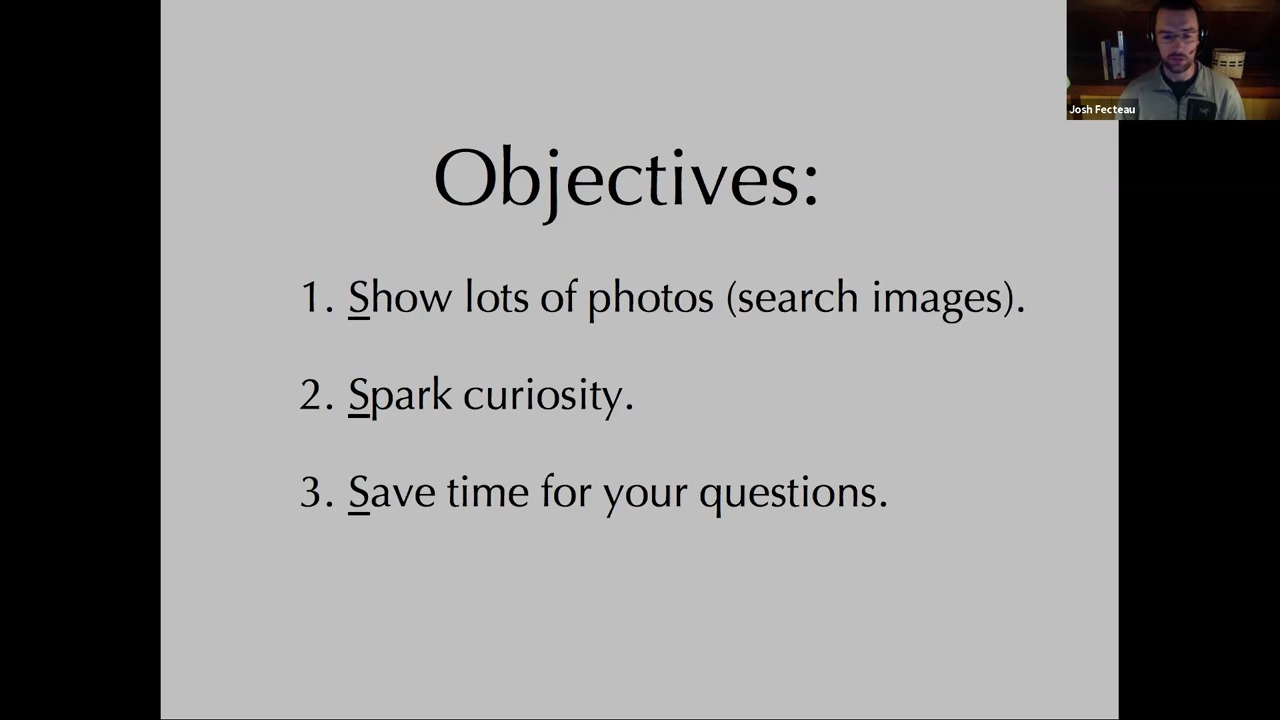 Josh Fecteau
Objectives:
1. Show lots of photos (search images).
2. Spark curiosity.
3. Save time for your questions.